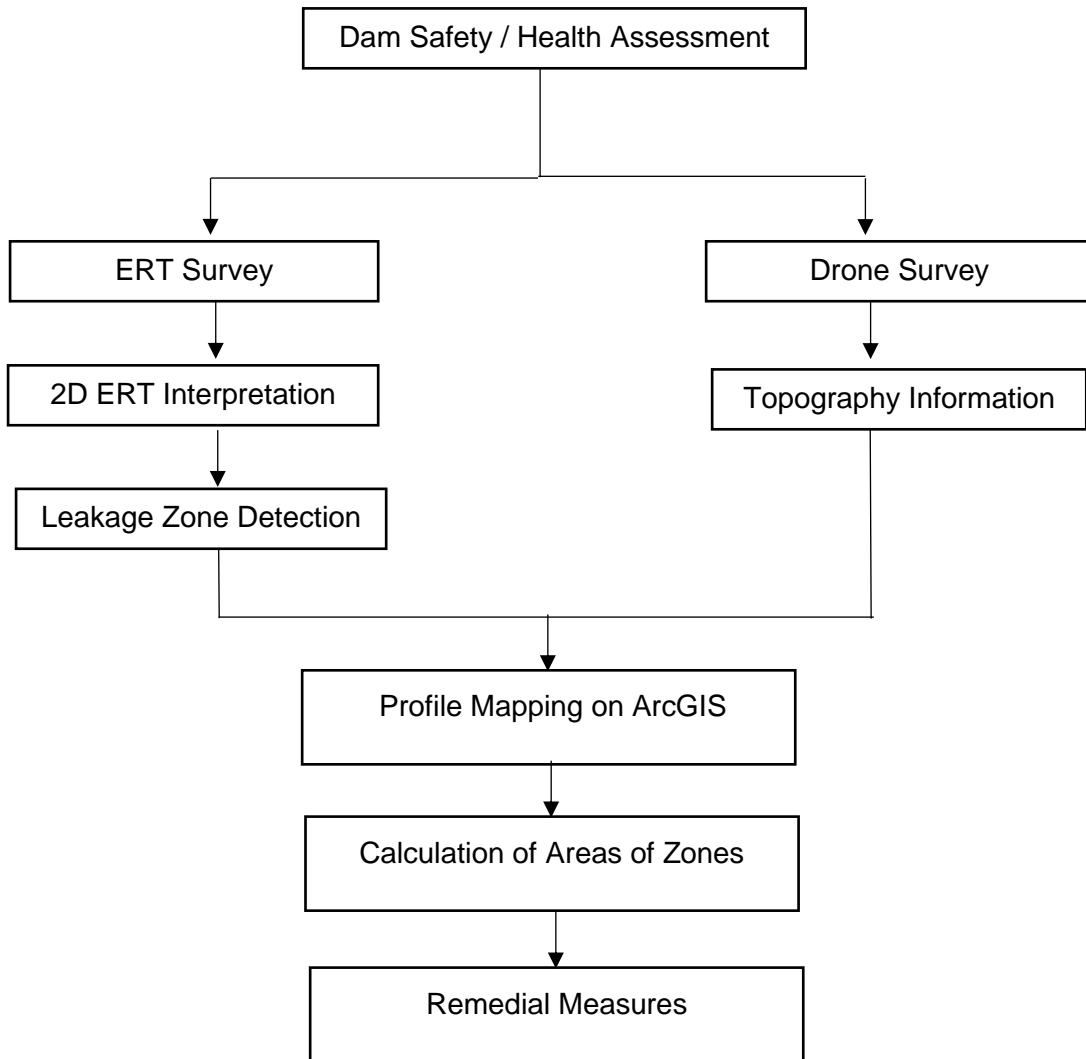 Dam Safety / Health Assessment
ERT Survey
Drone Survey
2D ERT Interpretation
Topography Information
Leakage Zone Detection
Profile Mapping on ArcGIS
Calculation of Areas of Zones
Remedial Measures